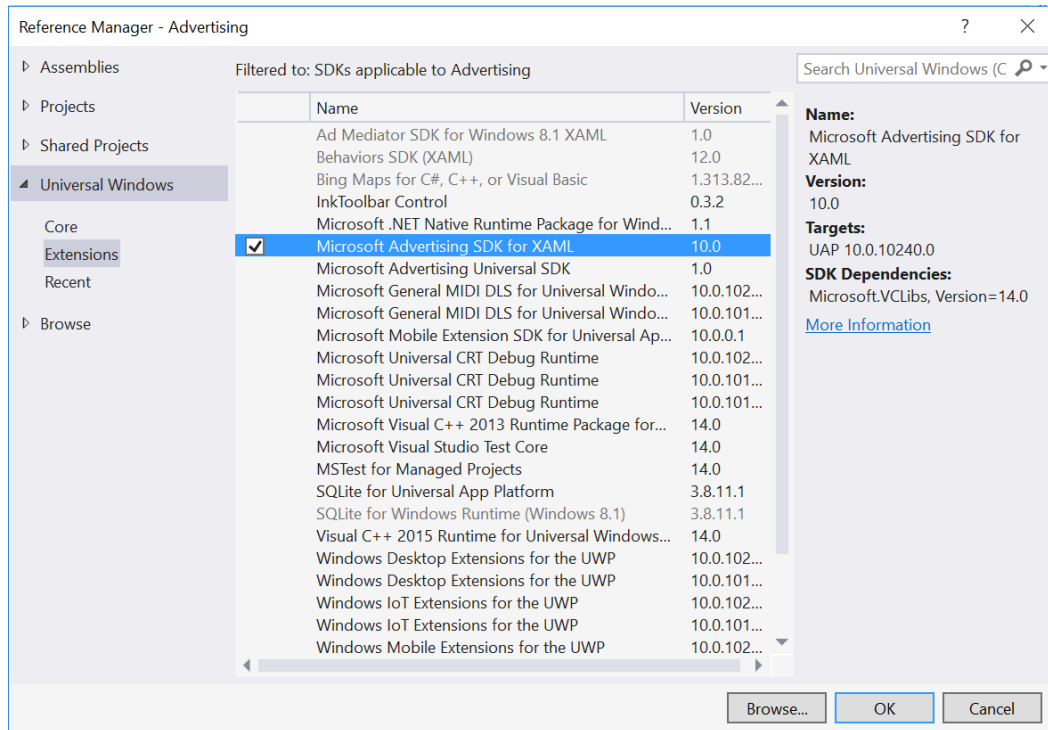 Reference Manager - Advertising
?
Assemblies
Projects
Shared Projects
Universal Windows
Core
Extensions
Recent
Browse
Filtered to: SDKs applicable to Advertising
Name Version
Ad Mediator SDK for Windows 8.1 XAML 1.0
Behaviors SDK (XAML) 12.0
Bing Maps for C#, C++, or Visual Basic 1.313.82...
InkToolbar Control 0.3.2
Microsoft .NET Native Runtime Package for Wind... 1.1
Microsoft Advertising SDK for XAML 10.0
Microsoft Advertising Universal SDK 1.0
Microsoft General MIDI DLS for Universal Windo... 10.0.102...
Microsoft General MIDI DLS for Universal Windo... 10.0.101...
Microsoft Mobile Extension SDK for Universal Ap... 10.0.0.1
Microsoft Universal CRT Debug Runtime 10.0.102...
Microsoft Universal CRT Debug Runtime 10.0.101...
Microsoft Universal CRT Debug Runtime 10.0.101...
Microsoft Visual C++ 2013 Runtime Package for... 14.0
Microsoft Visual Studio Test Core 14.0
MSTest for Managed Projects 14.0
SQLite for Universal App Platform 3.8.11.1
SQLite for Windows Runtime (Windows 8.1) 3.8.11.1
Visual C++ 2015 Runtime for Universal Windows... 14.0
Windows Desktop Extensions for the UWP 10.0.102...
Windows Desktop Extensions for the UWP 10.0.101...
Windows IoT Extensions for the UWP 10.0.102...
Windows IoT Extensions for the UWP 10.0.101...
Windows Mobile Extensions for the UWP 10.0.102...
Search Universal Windows (C
Name:
Microsoft Advertising SDK for
XAML
Version:
10.0
Targets:
UAP 10.0.10240.0
SDK Dependencies:
Microsoft.VCLibs, Version=14.0
More Information
Browse... OK Cancel